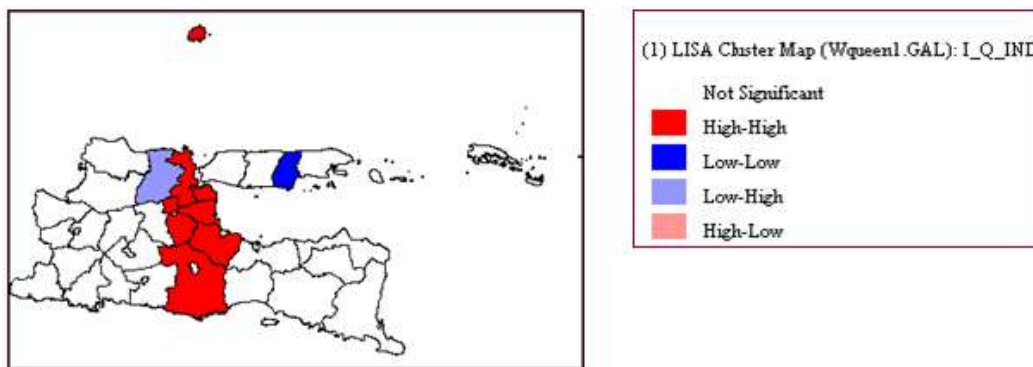 (1) LISA Cluster Map (Wqueen1.GAL): I_Q_IND
Not Significant
High-High
Low-Low
Low-High
High-Low